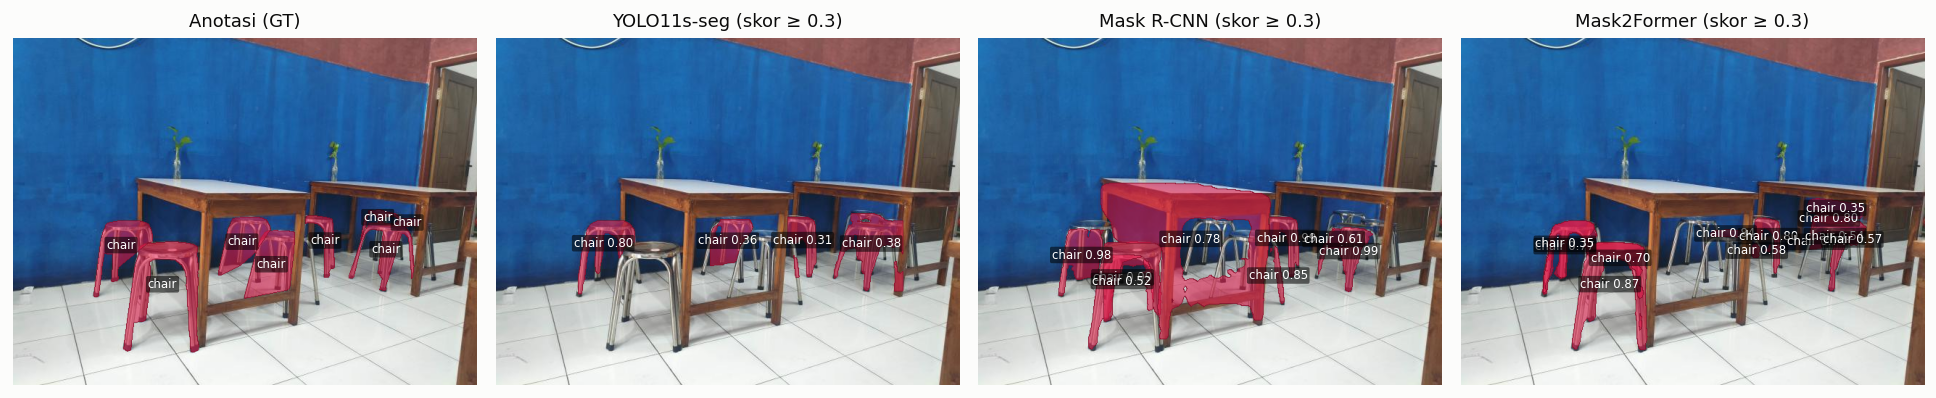 Anotasi (GT)
chair
chair
chair
chair
chair
chair
chair
chair
YOLO11s-seg (skor ≥ 0.3)
chair 0.80
chair 0.36
chair 0.31
chair 0.38
Mask R-CNN (skor ≥ 0.3)
chair 0.78
chair 0.61
chair 0.99
chair 0.98
chair 0.85
chair 0.52
Mask2Former (skor ≥ 0.3)
chair 0.35
chair 0.80
chair 0.57
chair 0.35
chair 0.58
chair 0.70
chair 0.87